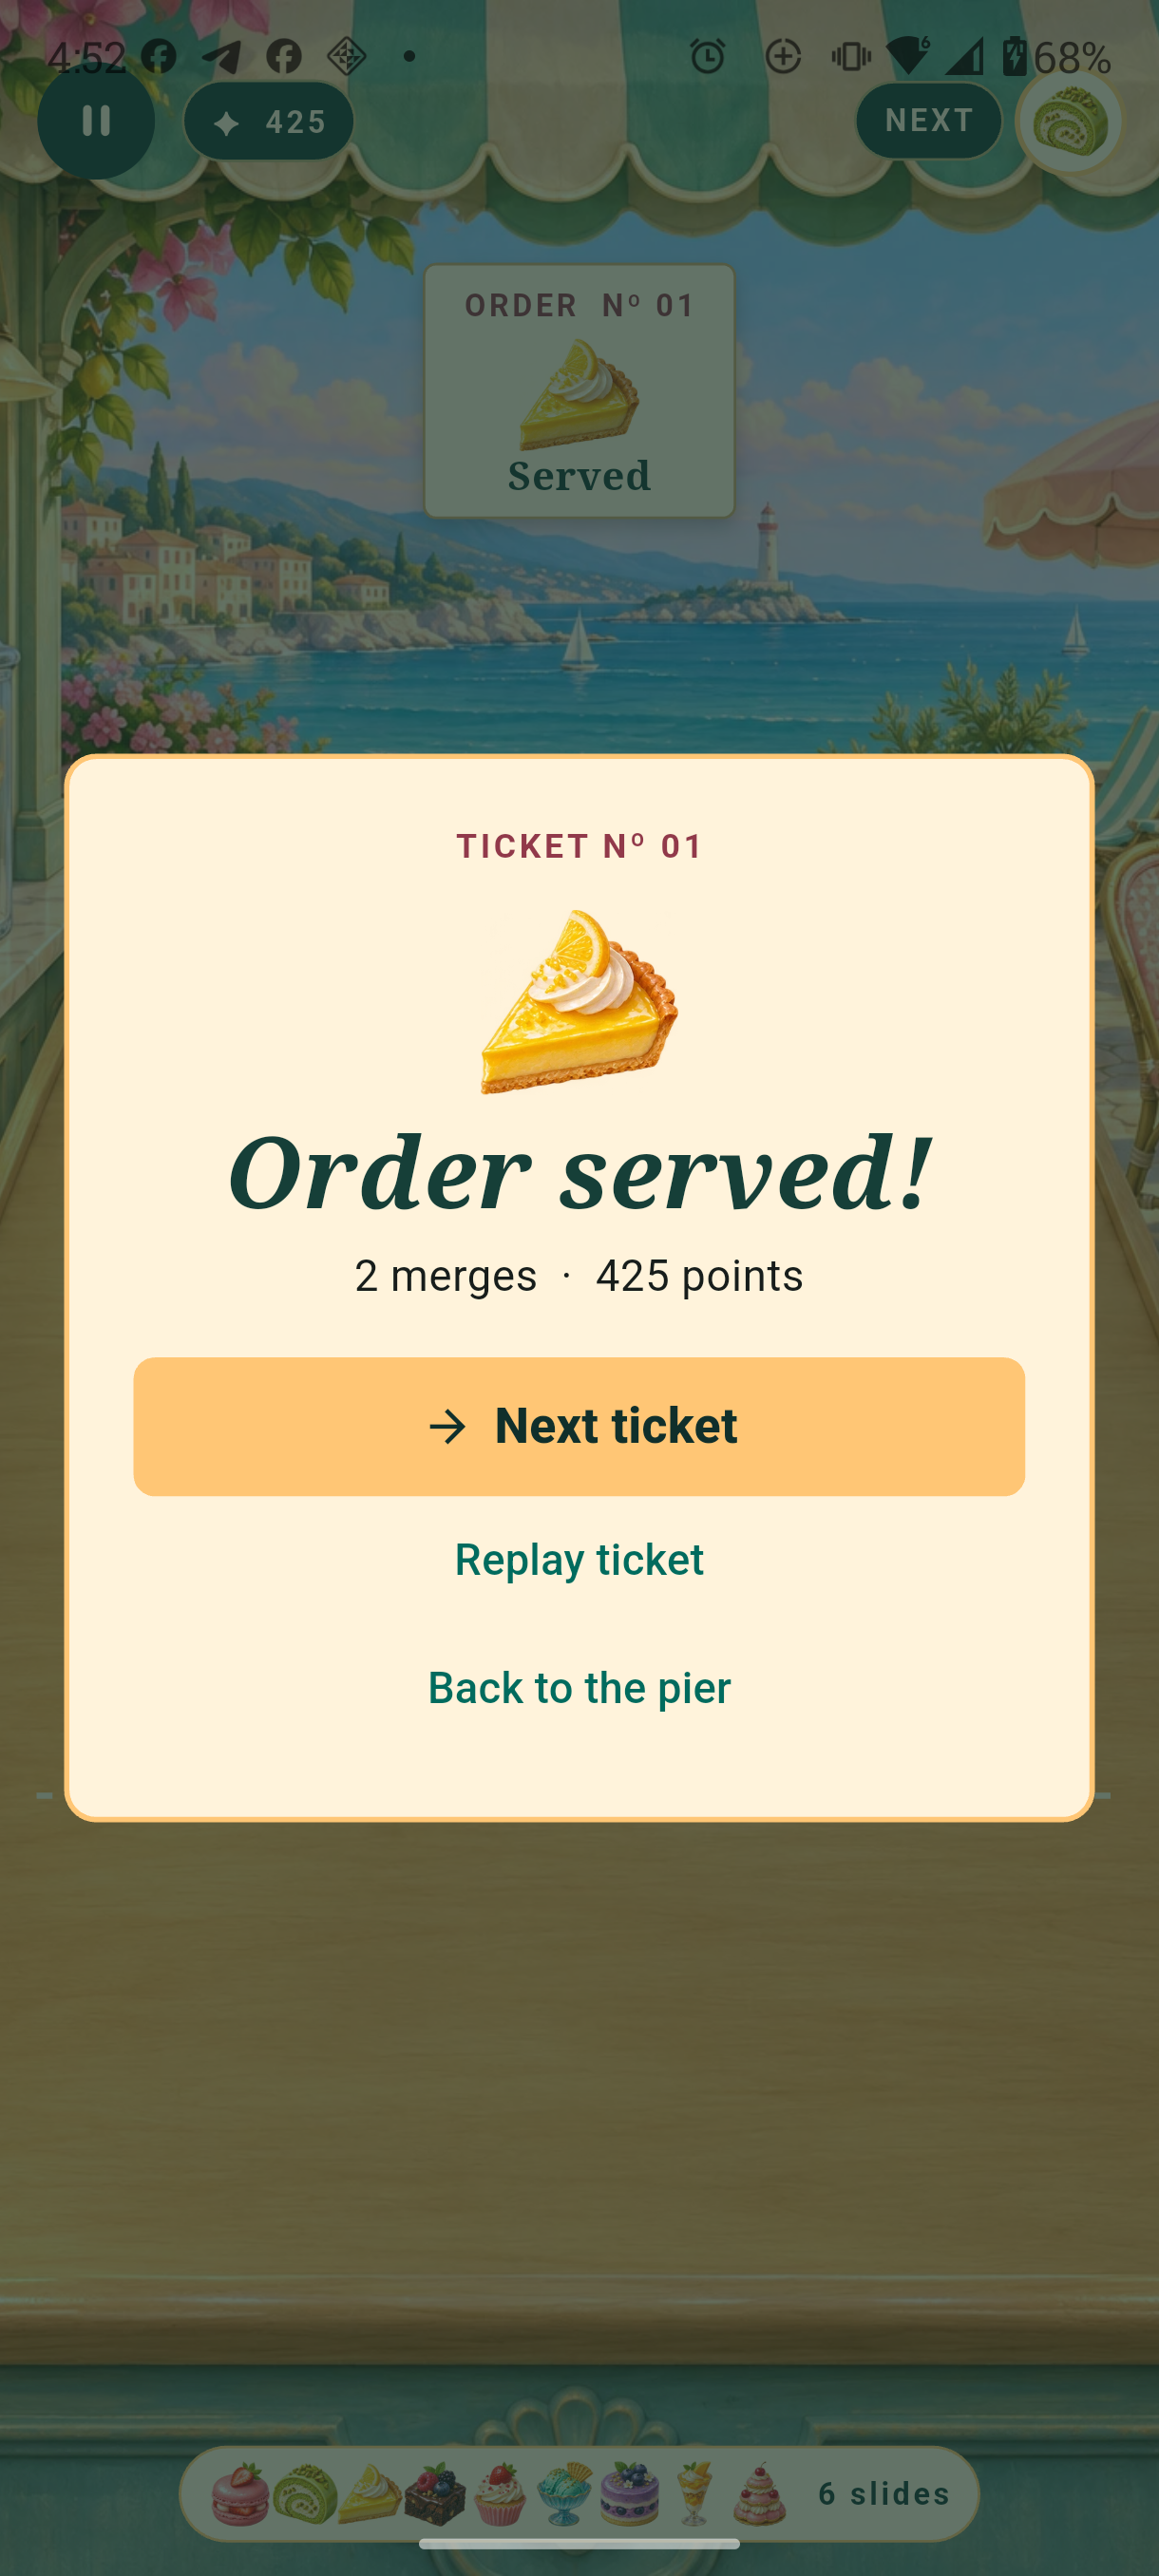 4:52 68%
425 NEXT
ORDER Nº 01
Served
TICKET Nº 01
Order served!
2 merges · 425 points
→ Next ticket
Replay ticket
Back to the pier
6 slides